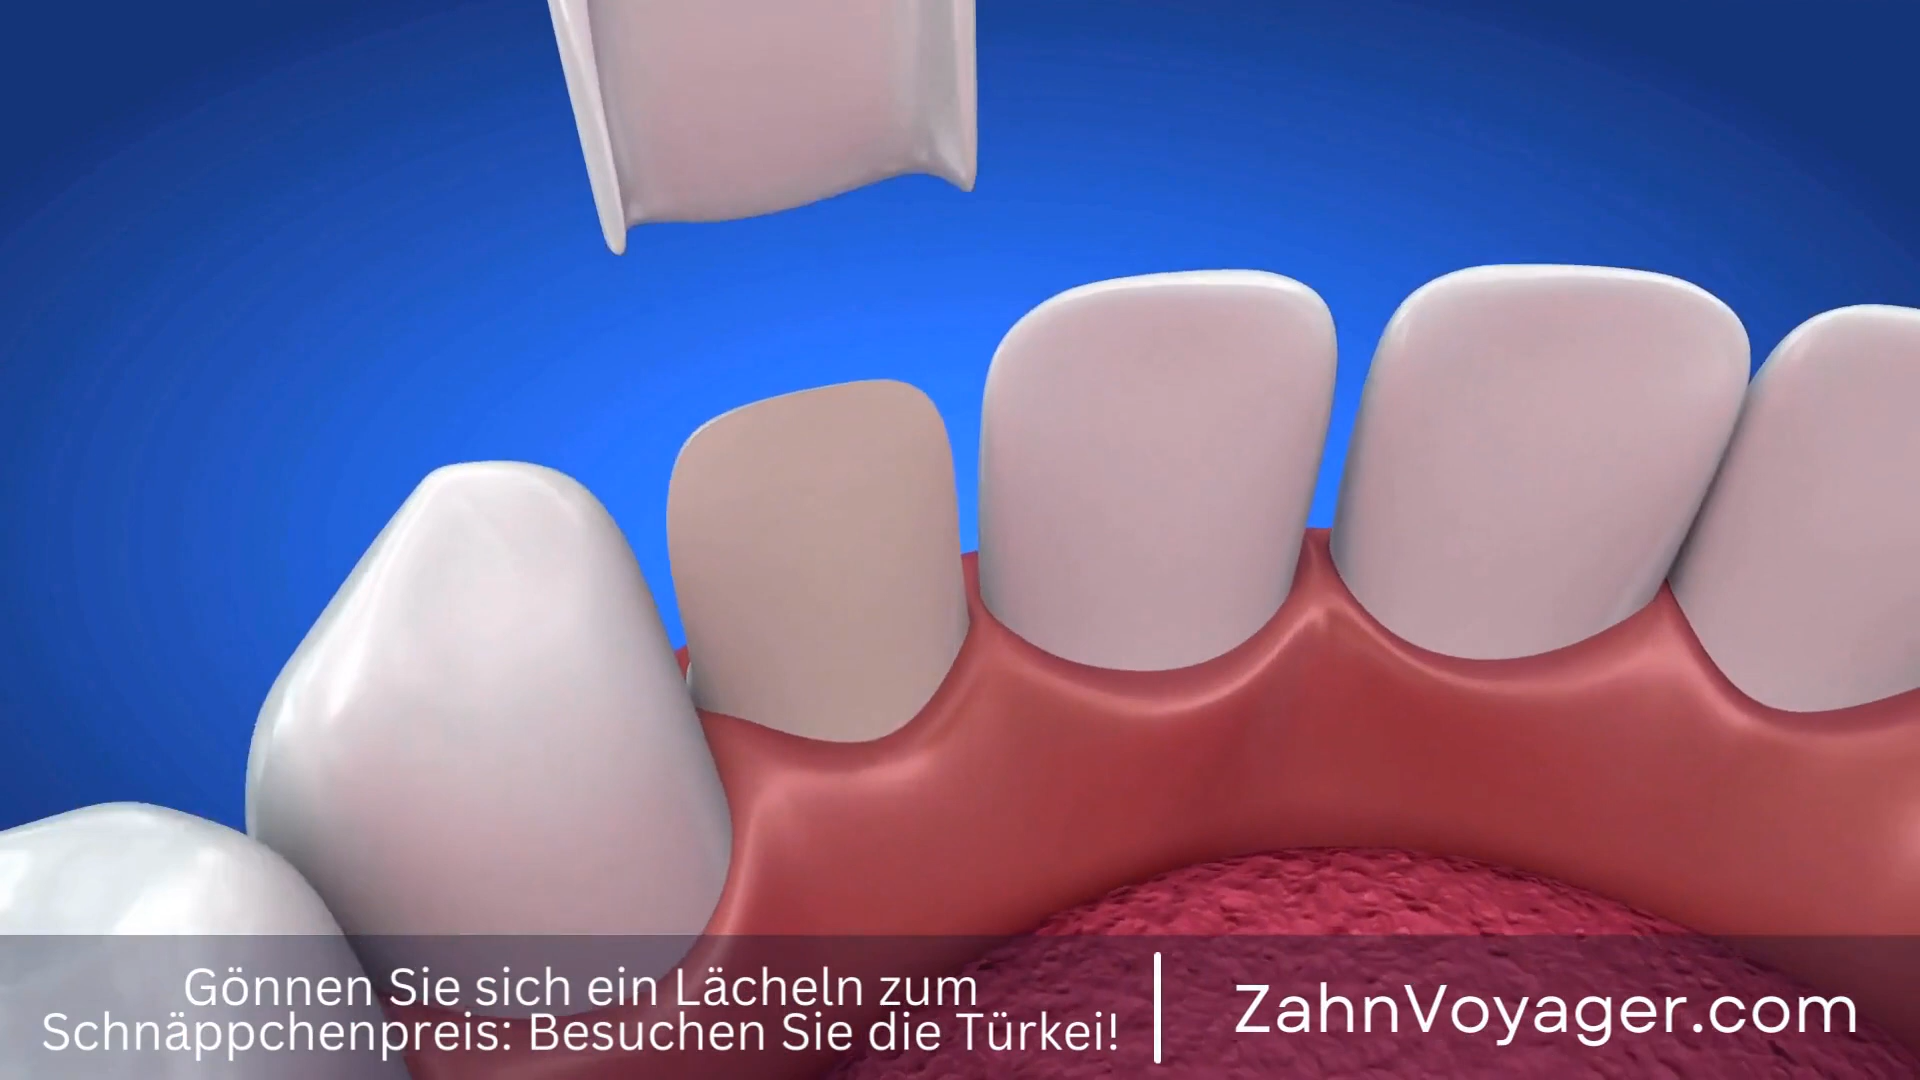 Gönnen Sie sich ein Lächeln zum
Schnäppchenpreis: Besuchen Sie die Türkei!
ZahnVoyager.com